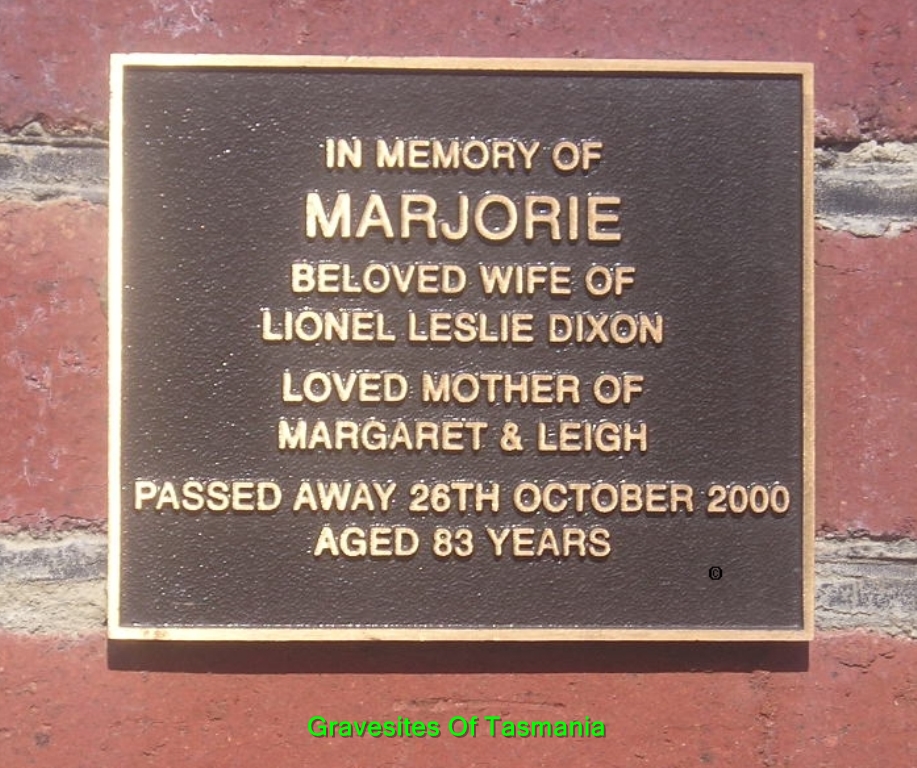 IN MEMORY OF
MARJORIE
BELOVED WIFE OF
LIONEL LESLIE DIXON
LOVED MOTHER OF
MARGARET & LEIGH
PASSED AWAY 26TH OCTOBER 2000
AGED 83 YEARS
©
Gravesites Of Tasmania